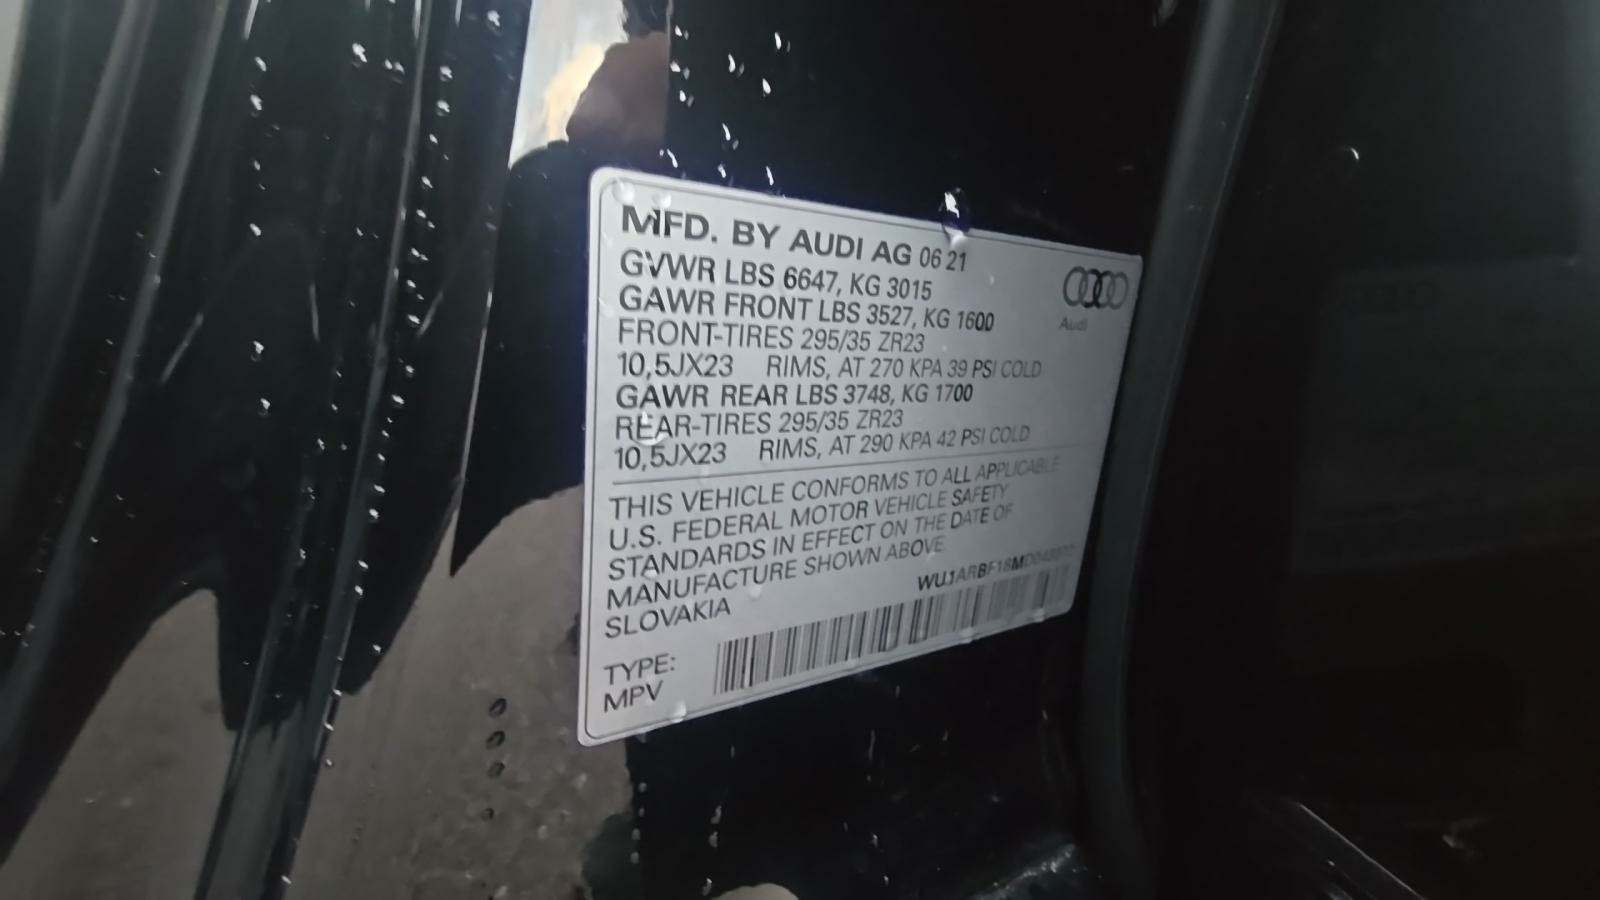 MFD. BY AUDI AG 06 21
GVWR LBS 6647, KG 3015
GAWR FRONT LBS 3527, KG 1600
FRONT-TIRES 295/35 ZR23
10,5JX23 RIMS, AT 270 KPA 39 PSI COLD
GAWR REAR LBS 3748, KG 1700
REAR-TIRES 295/35 ZR23
10,5JX23 RIMS, AT 290 KPA 42 PSI COLD
Audi
THIS VEHICLE CONFORMS TO ALL APPLICABLE
U.S. FEDERAL MOTOR VEHICLE SAFETY
STANDARDS IN EFFECT ON THE DATE OF
MANUFACTURE SHOWN ABOVE
SLOVAKIA
TYPE:
MPV